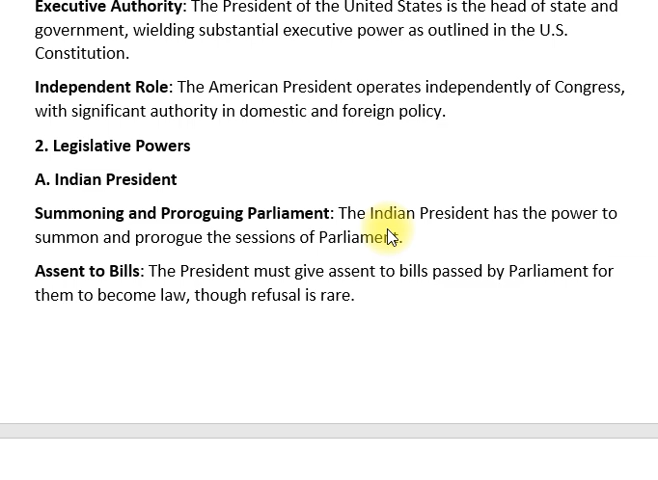 Executive Authority: The President of the United States is the head of state and
government, wielding substantial executive power as outlined in the U.S.
Constitution.
Independent Role: The American President operates independently of Congress,
with significant authority in domestic and foreign policy.
2. Legislative Powers
A. Indian President
Summoning and Proroguing Parliament: The Indian President has the power to
summon and prorogue the sessions of Parliament.
Assent to Bills: The President must give assent to bills passed by Parliament for
them to become law, though refusal is rare.